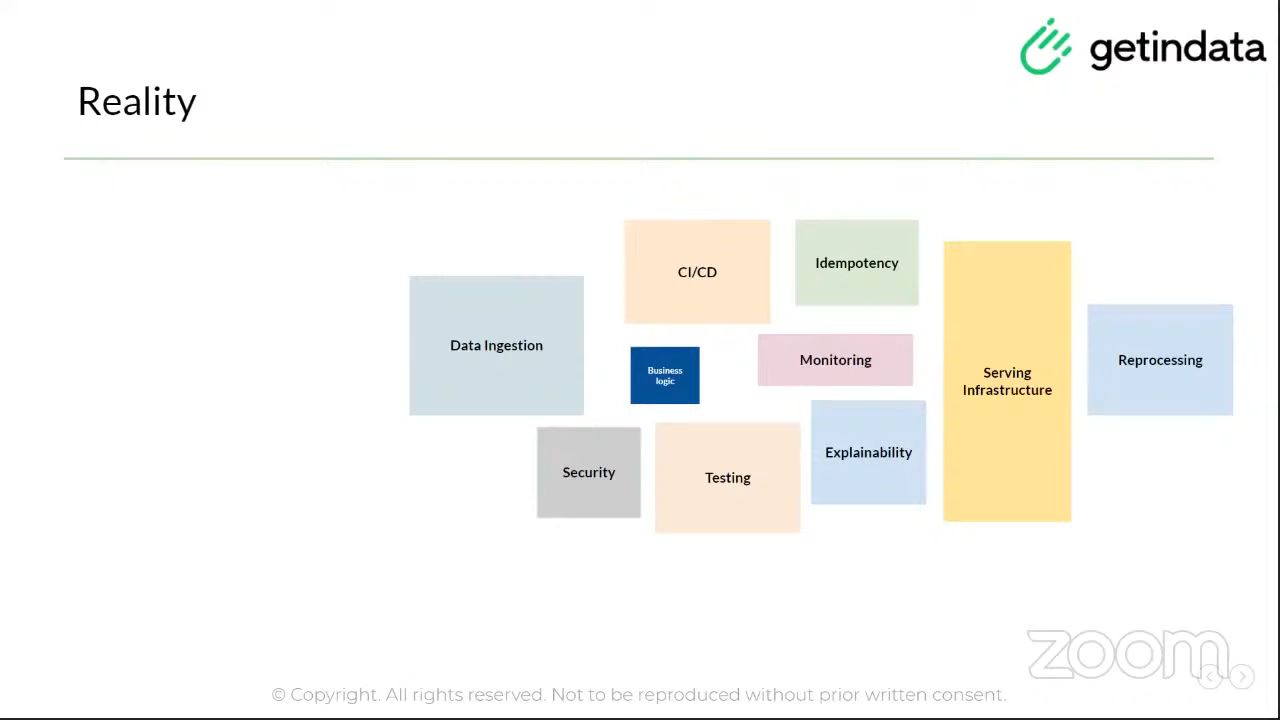 getindata
Reality
CI/CD
Idempotency
Data Ingestion
Business
logic
Monitoring
Serving
Infrastructure
Reprocessing
Security
Testing
Explainability
zoom
© Copyright. All rights reserved. Not to be reproduced without prior written consent.